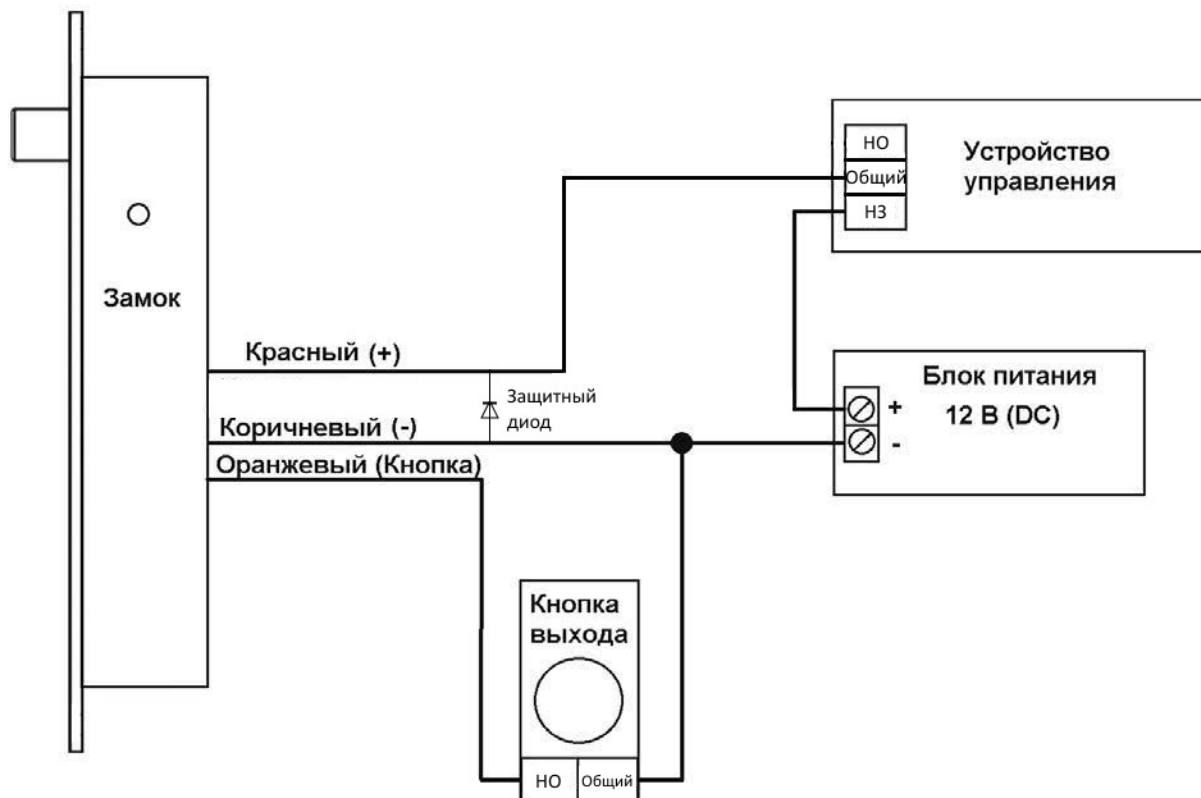 НО
Общий
НЗ
Устройство
управления
Замок
Красный (+)
Защитный
диод
Коричневый (-)
Оранжевый (Кнопка)
Блок питания
12 В (DC)
+
-
Кнопка
выхода
НО
Общий